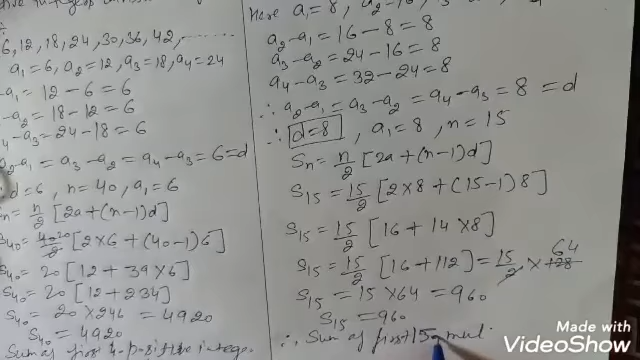 6, 12, 18, 24, 30, 36, 42, ........
a₁=6, a₂=12, a₃=18, a₄=24
-a₁ = 12-6 = 6
-a₂ = 18-12 = 6
-a₃ = 24-18 = 6
a₂-a₁ = a₃-a₂ = a₄-a₃ = 6 = d
d=6, n=40, a₁=6
Sn = n/2 [2a+(n-1)d]
S₄₀ = 40/2 [2×6+(40-1)6]
S₄₀ = 20[12+39×6]
S₄₀ = 20[12+234]
S₄₀ = 20×246 = 4920
S₄₀ = 4920
Sum of first
Here a₁=8,
a₂-a₁ = 16-8 = 8
a₃-a₂ = 24-16 = 8
a₄-a₃ = 32-24 = 8
∴ a₂-a₁ = a₃-a₂ = a₄-a₃ = 8 = d
∴ d=8, a₁=8, n=15
Sn = n/2 [2a+(n-1)d]
S₁₅ = 15/2 [2×8+(15-1)8]
S₁₅ = 15/2 [16+14×8]
S₁₅ = 15/2 [16+112] = 15/2 × 128 64
S₁₅ = 15×64 = 960
S₁₅ = 960
∴ Sum of first 15 mul
Made with
VideoShow